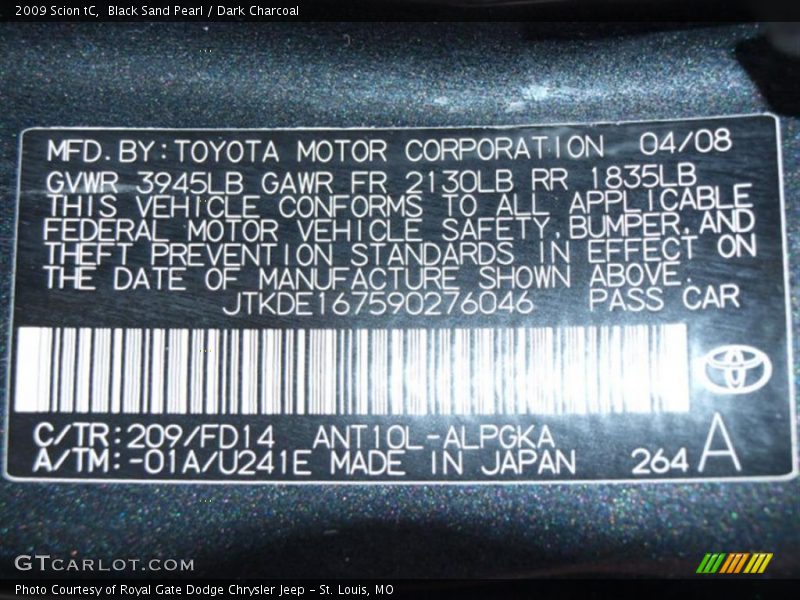 2009 Scion tC,  Black Sand Pearl / Dark Charcoal
MFD. BY: TOYOTA MOTOR CORPORATION 04/08
GVWR 3945LB GAWR FR 2130LB RR 1835LB
THIS VEHICLE CONFORMS TO ALL APPLICABLE
FEDERAL MOTOR VEHICLE SAFETY, BUMPER, AND
THEFT PREVENTION STANDARDS IN EFFECT ON
THE DATE OF MANUFACTURE SHOWN ABOVE.
JTKDE167590276046 PASS CAR
C/TR: 209/FD14 ANT10L-ALPGKA
A/TM: -01A/U241E MADE IN JAPAN 264 A
GTCARLOT.COM
Photo Courtesy of Royal Gate Dodge Chrysler Jeep - St. Louis, MO